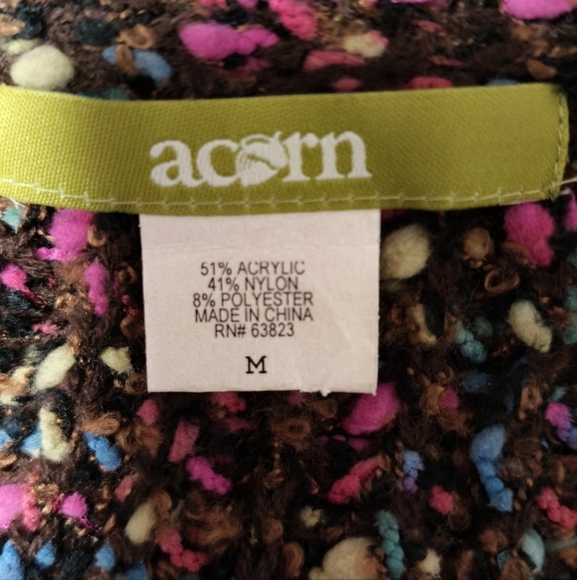 acorn
51% ACRYLIC
41% NYLON
8% POLYESTER
MADE IN CHINA
RN# 63823
M